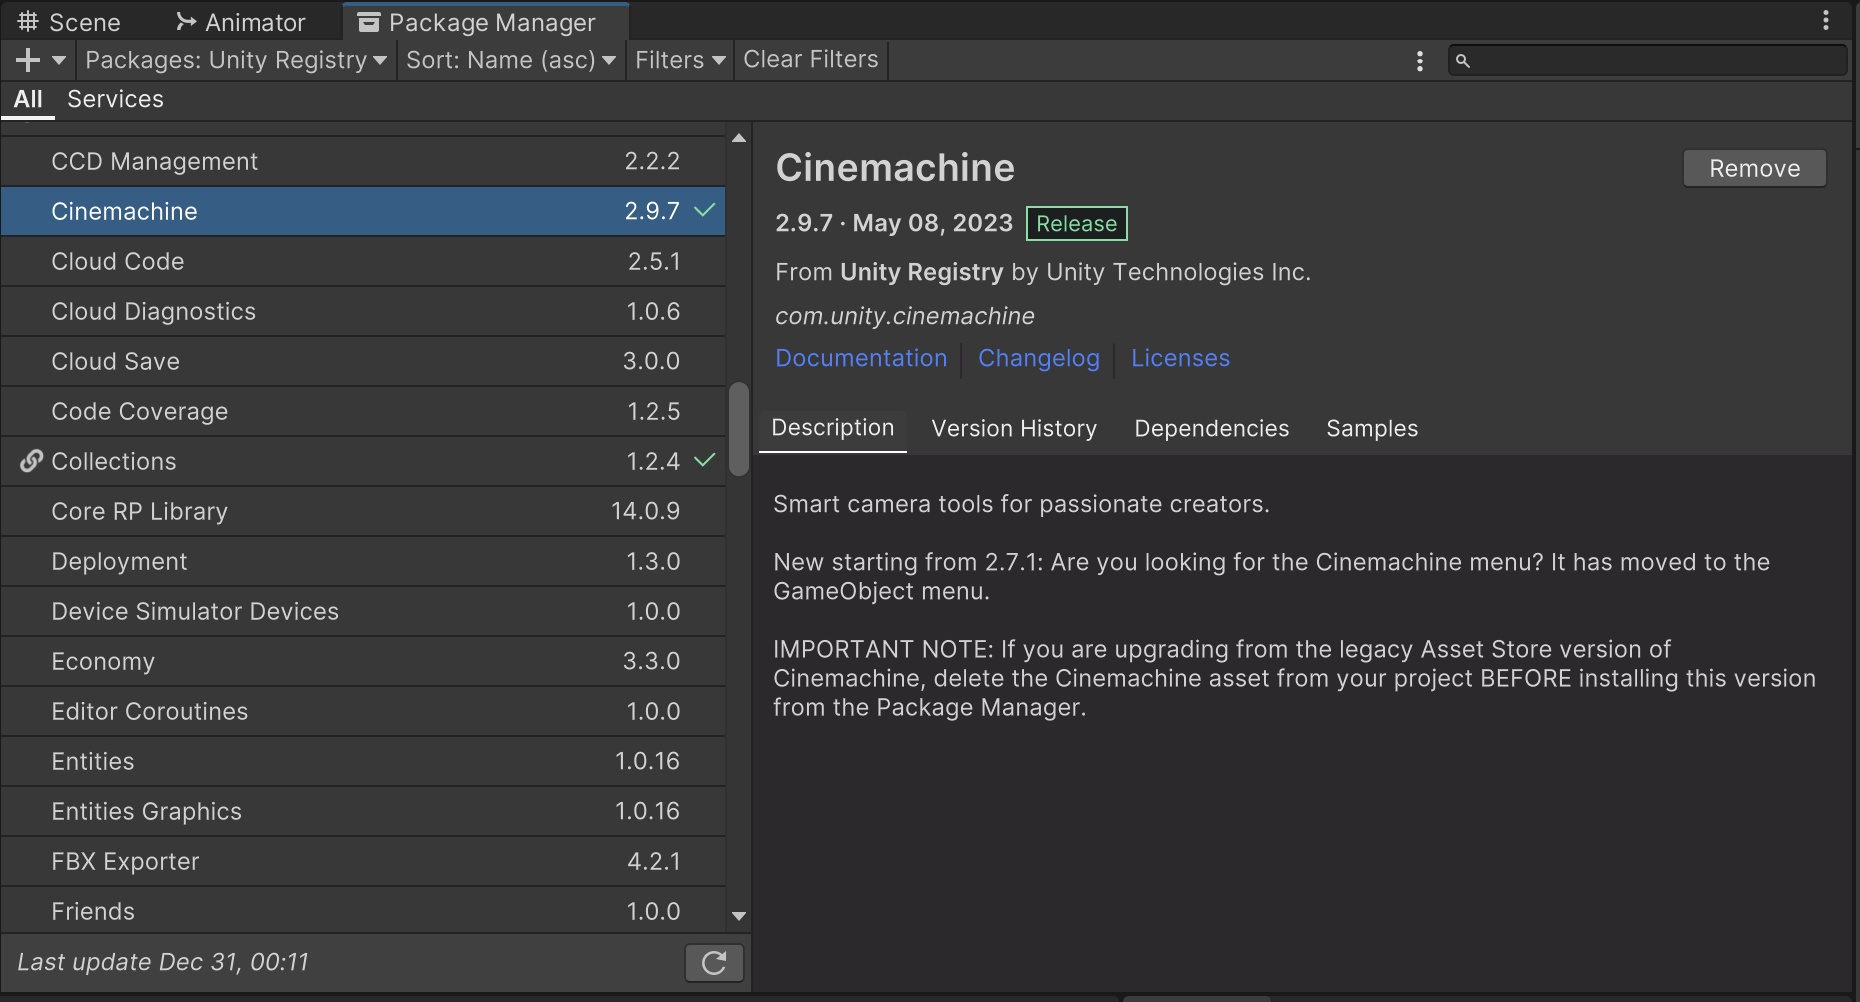 Scene Animator Package Manager
Packages: Unity Registry Sort: Name (asc) Filters Clear Filters
All Services
CCD Management 2.2.2
Cinemachine 2.9.7
Cloud Code 2.5.1
Cloud Diagnostics 1.0.6
Cloud Save 3.0.0
Code Coverage 1.2.5
Collections 1.2.4
Core RP Library 14.0.9
Deployment 1.3.0
Device Simulator Devices 1.0.0
Economy 3.3.0
Editor Coroutines 1.0.0
Entities 1.0.16
Entities Graphics 1.0.16
FBX Exporter 4.2.1
Friends 1.0.0
Last update Dec 31, 00:11
Cinemachine
Remove
2.9.7 · May 08, 2023 Release
From Unity Registry by Unity Technologies Inc.
com.unity.cinemachine
Documentation Changelog Licenses
Description Version History Dependencies Samples
Smart camera tools for passionate creators.
New starting from 2.7.1: Are you looking for the Cinemachine menu? It has moved to the
GameObject menu.
IMPORTANT NOTE: If you are upgrading from the legacy Asset Store version of
Cinemachine, delete the Cinemachine asset from your project BEFORE installing this version
from the Package Manager.